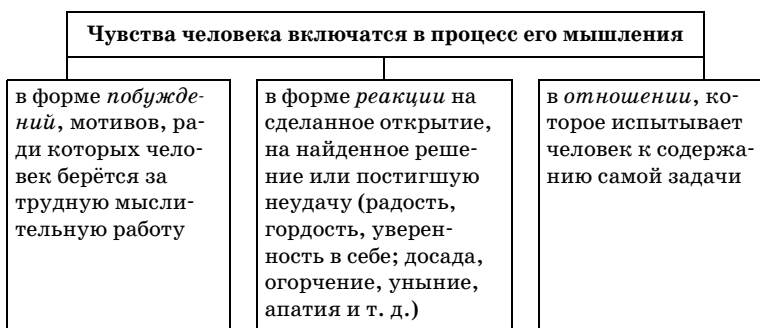 Чувства человека включатся в процесс его мышления
в форме побужде-
ний, мотивов, ра-
ди которых чело-
век берётся за
трудную мысли-
тельную работу
в форме реакции на
сделанное открытие,
на найденное реше-
ние или постигшую
неудачу (радость,
гордость, уверен-
ность в себе; досада,
огорчение, уныние,
апатия и т. д.)
в отношении, ко-
торое испытывает
человек к содержа-
нию самой задачи